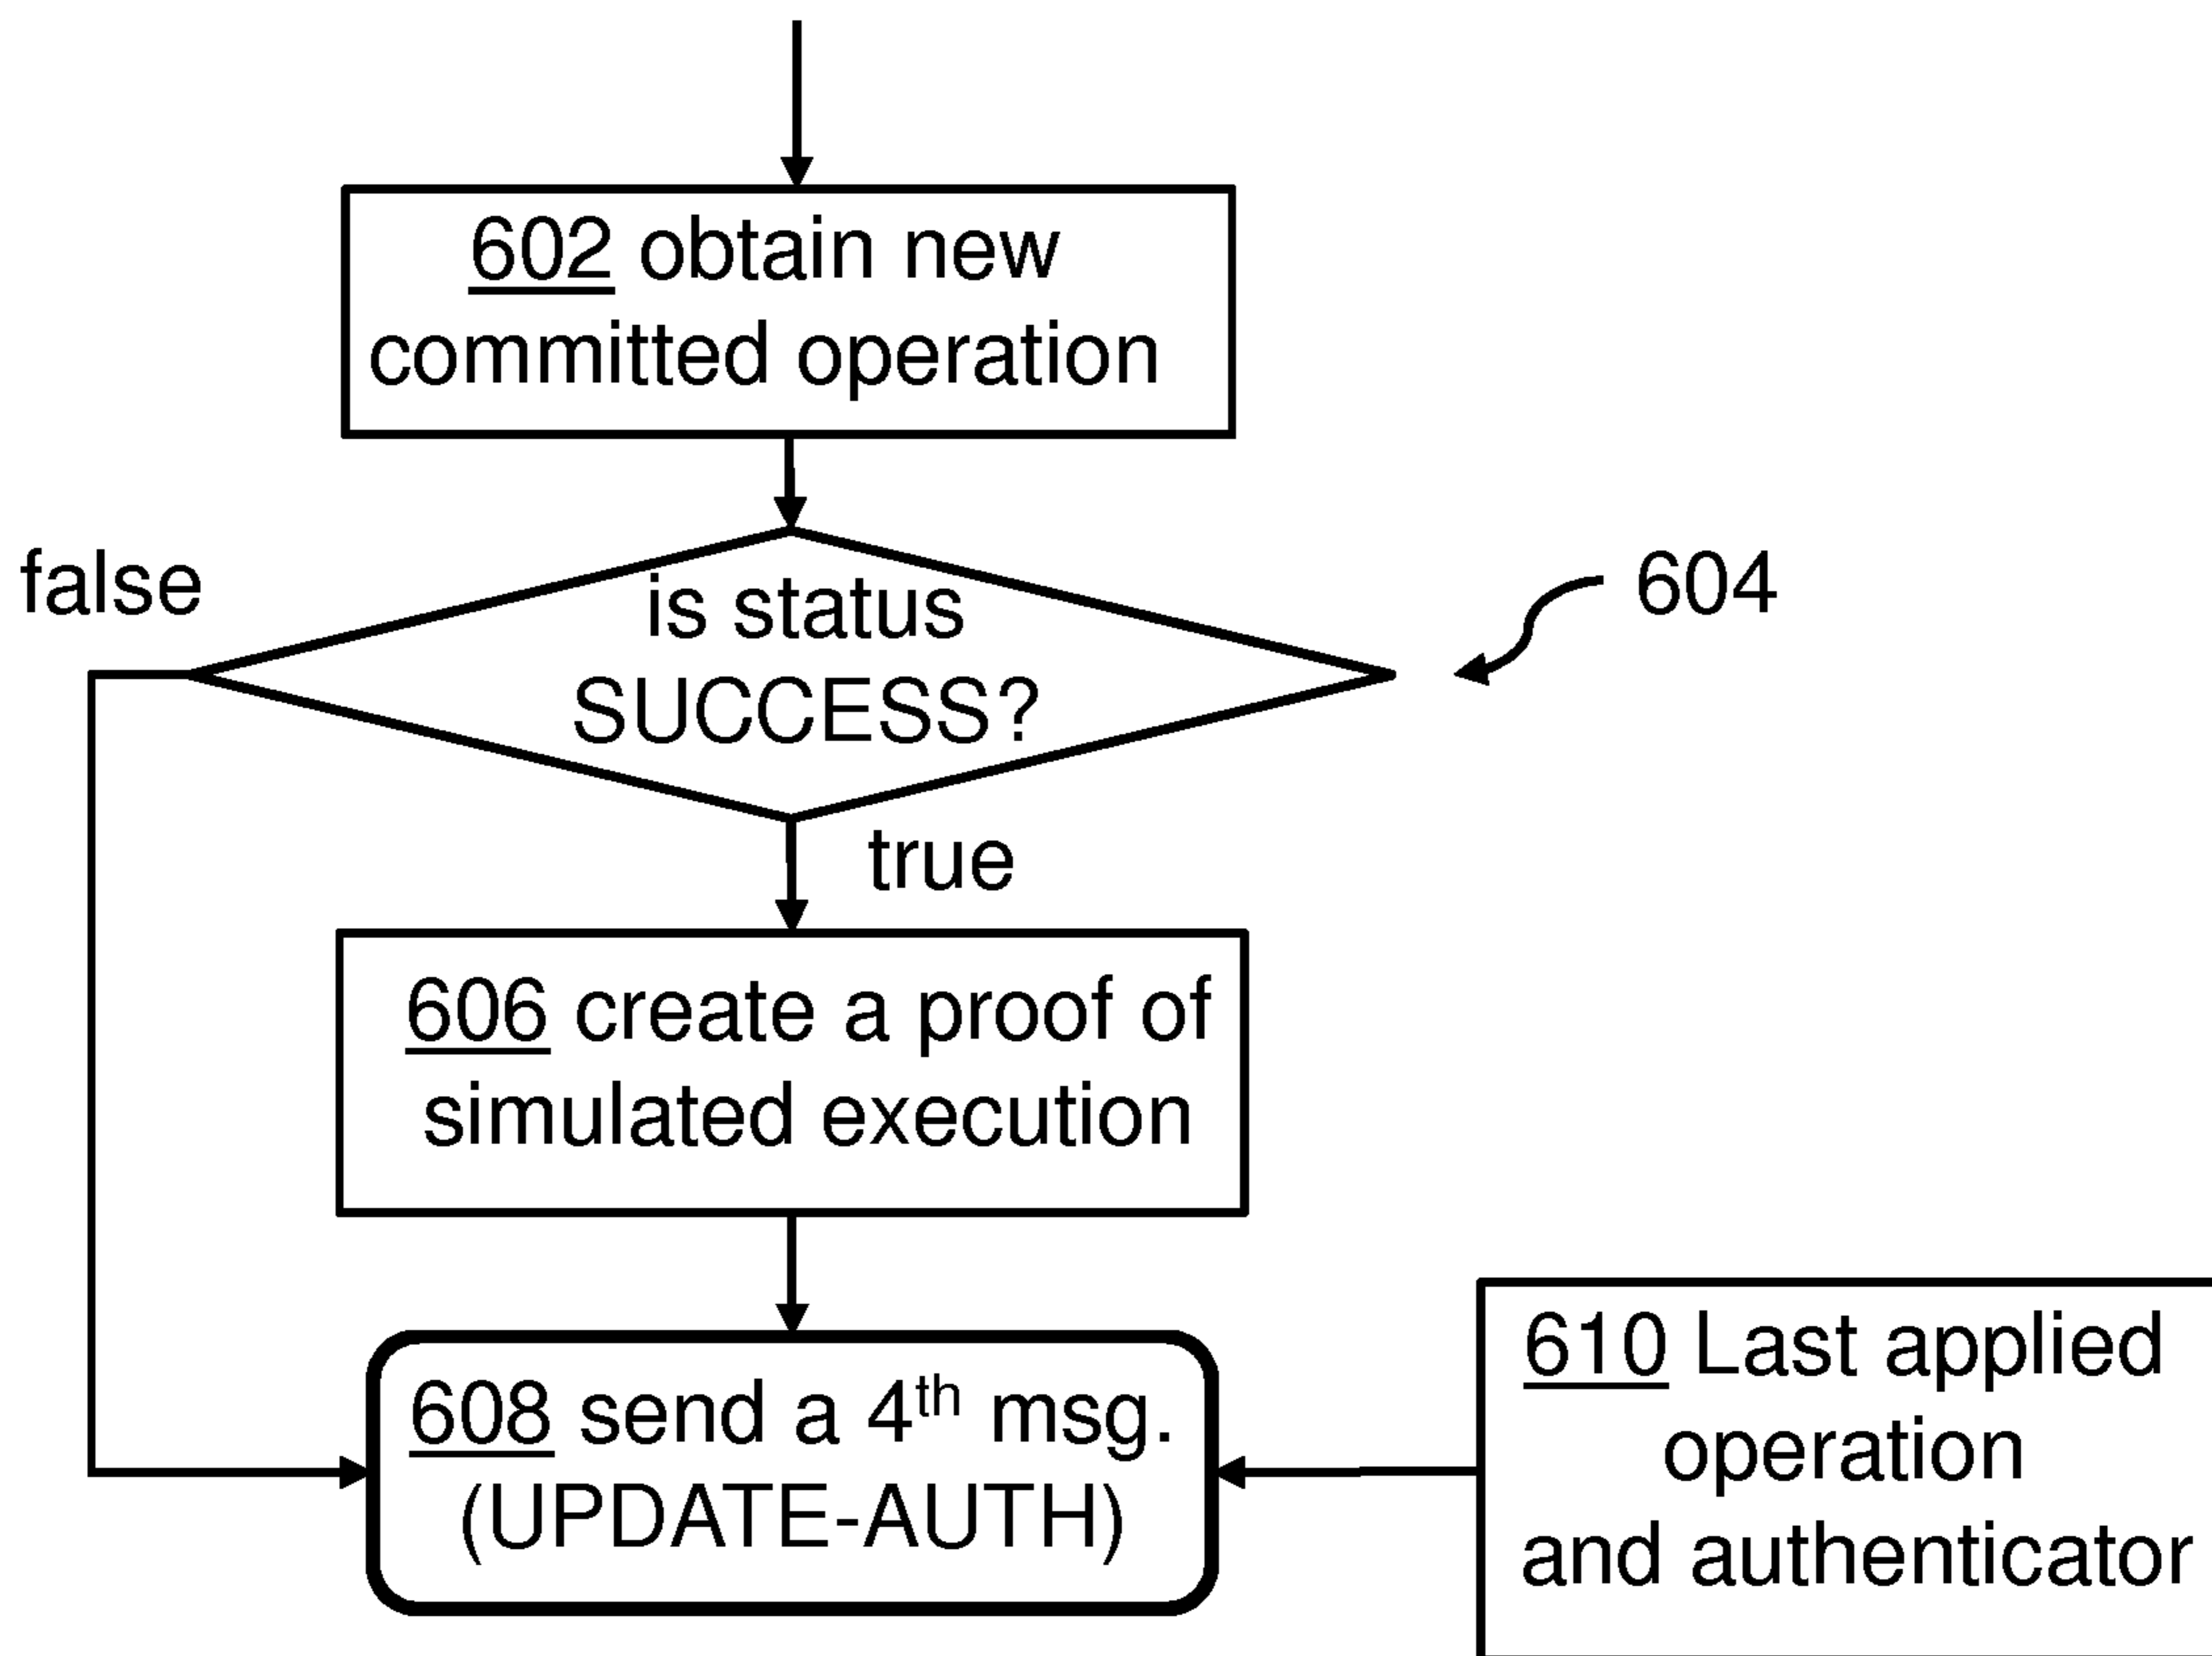 602 obtain new
committed operation
false
is status
SUCCESS?
604
true
606 create a proof of
simulated execution
608 send a 4th msg.
(UPDATE-AUTH)
610 Last applied
operation
and authenticator